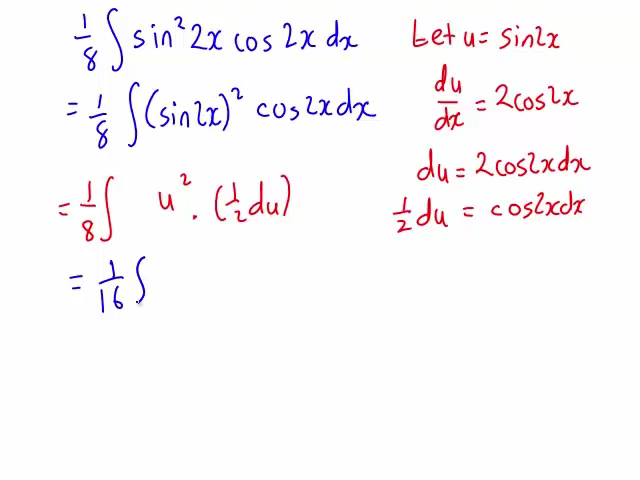 1/8 ∫ sin² 2x cos 2x dx
= 1/8 ∫ (sin2x)² cos2x dx
= 1/8 ∫ u² . (1/2 du)
= 1/16 ∫
Let u = sin2x
du/dx = 2cos2x
du = 2cos2x dx
1/2 du = cos2x dx